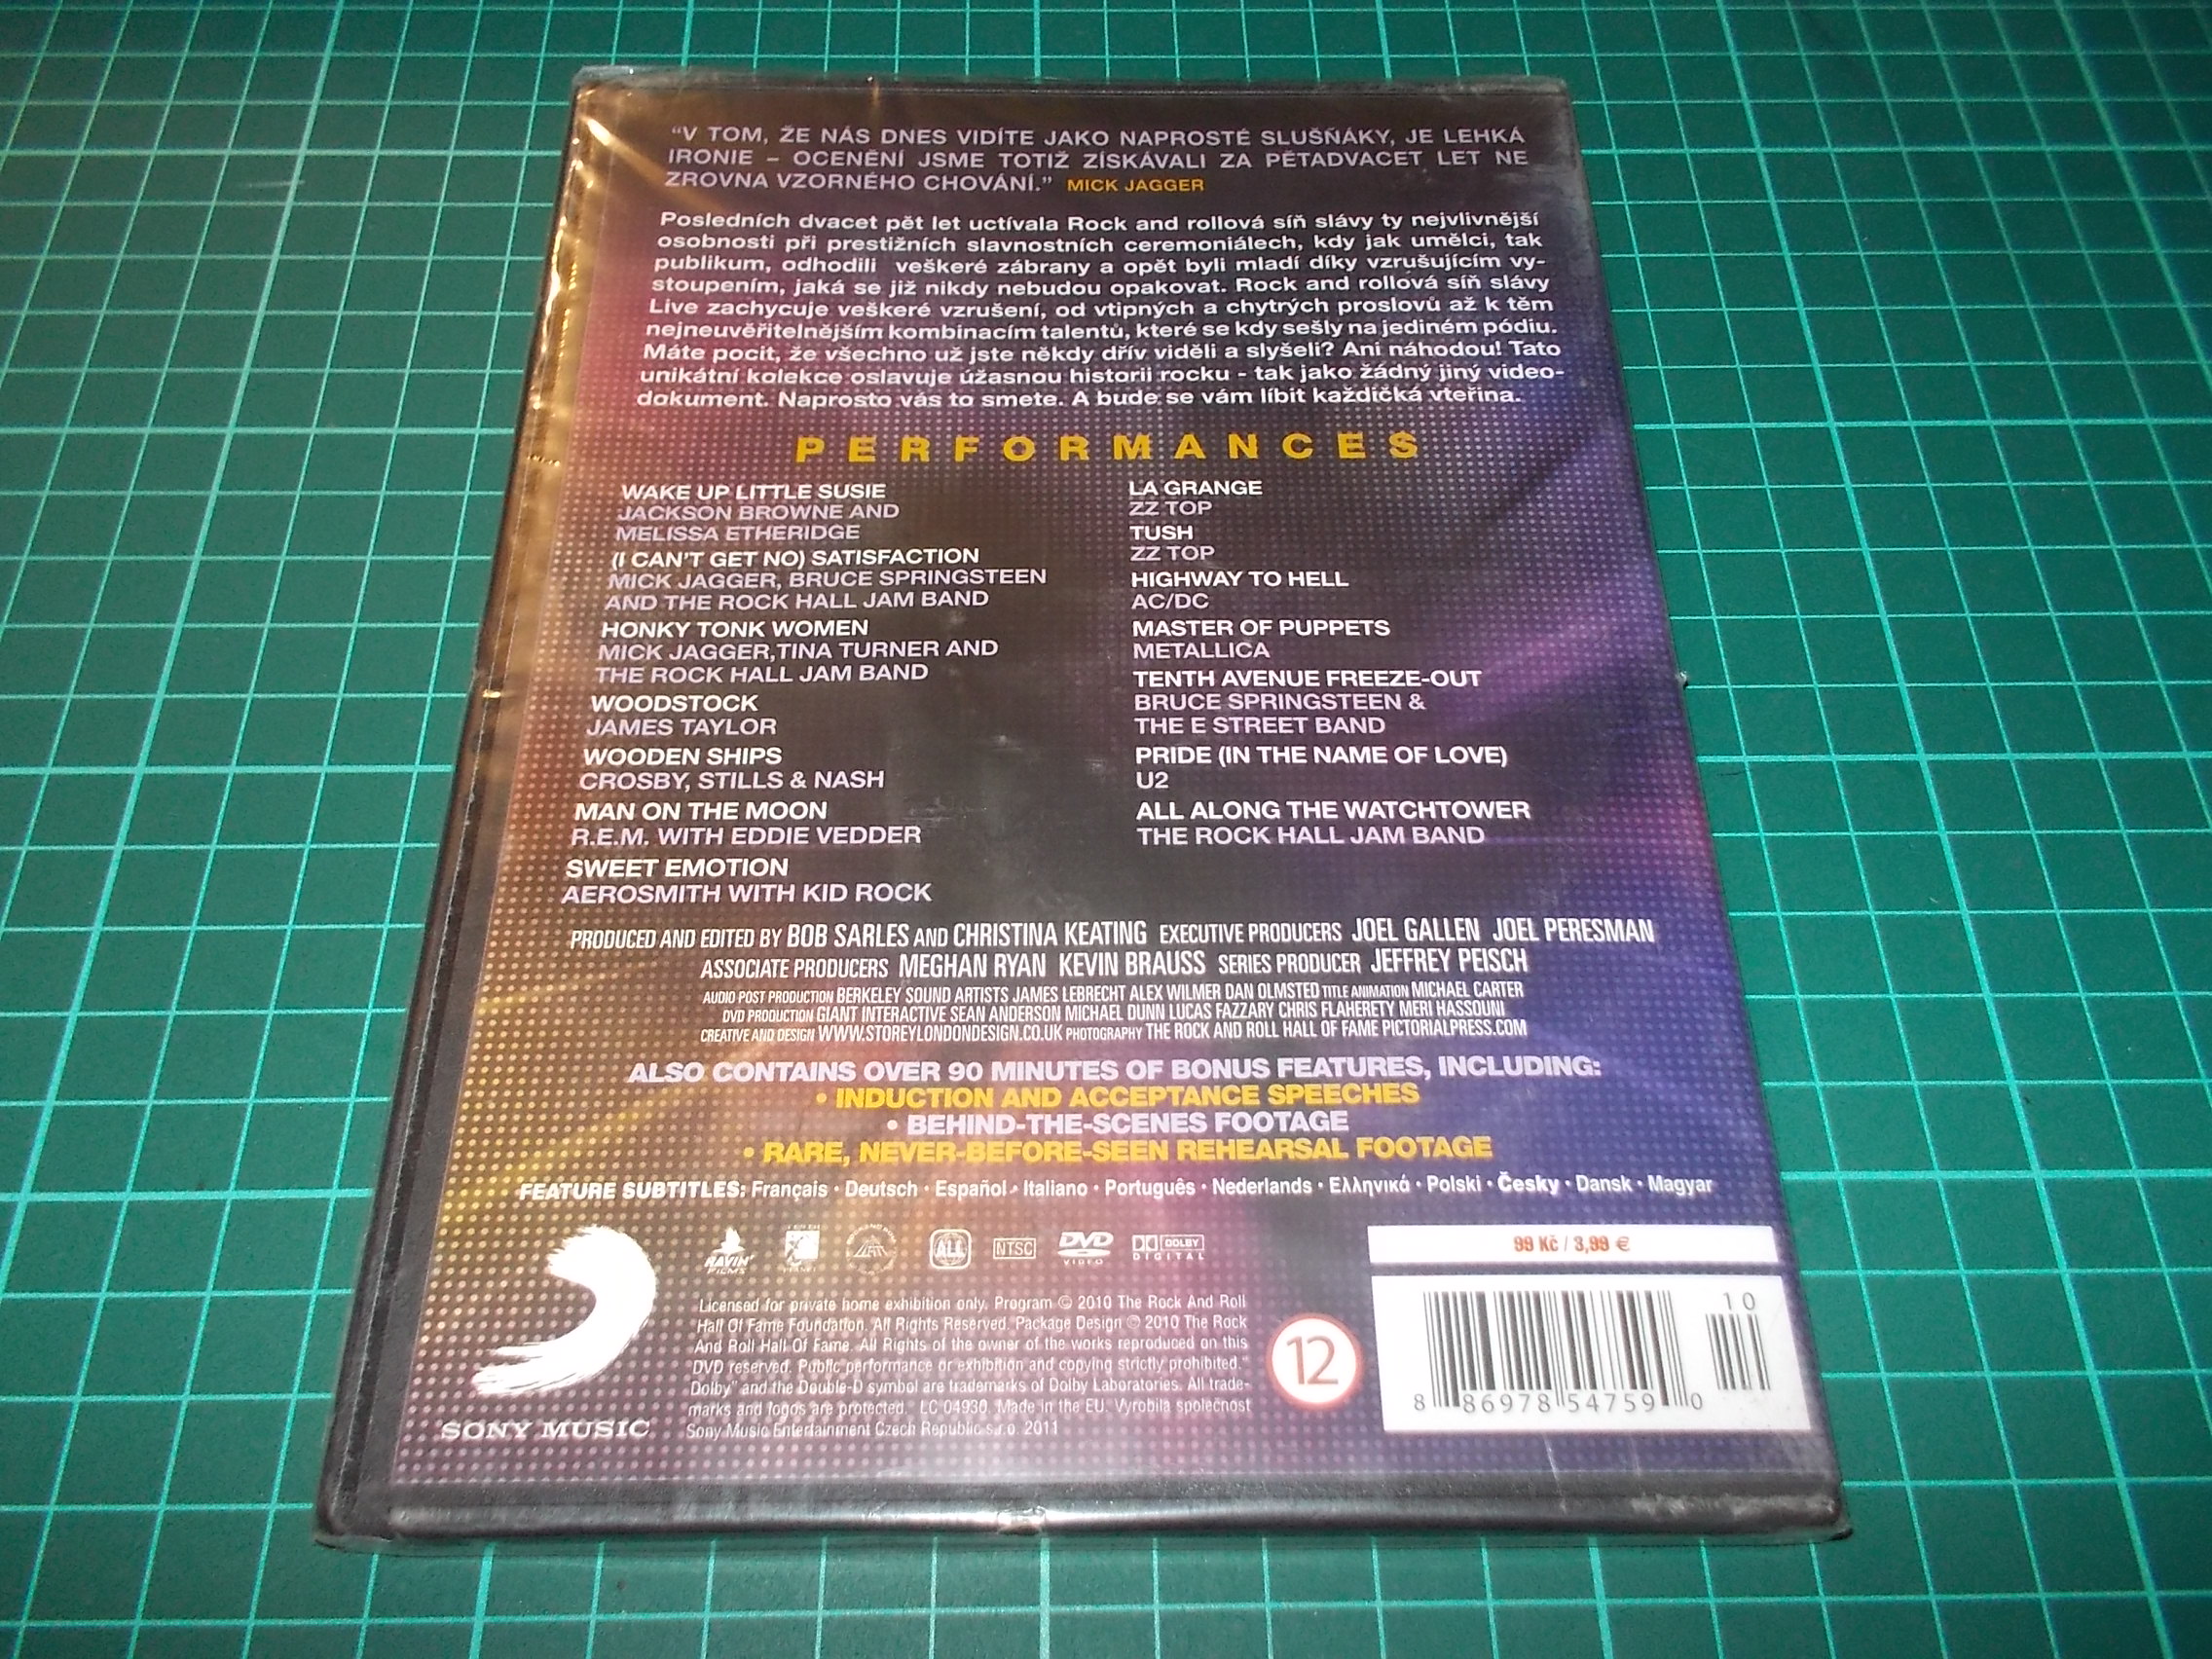 “V TOM, ŽE NÁS DNES VIDÍTE JAKO NAPROSTÉ SLUŠŇÁKY, JE LEHKÁ
IRONIE – OCENĚNÍ JSME TOTIŽ ZÍSKÁVALI ZA PĚTADVACET LET NE
ZROVNA VZORNÉHO CHOVÁNÍ.” MICK JAGGER
Posledních dvacet pět let uctívala Rock and rollová síň slávy ty nejvlivnější
osobnosti při prestižních slavnostních ceremoniálech, kdy jak umělci, tak
publikum, odhodili veškeré zábrany a opět byli mladí díky vzrušujícím vy-
stoupením, jaká se již nikdy nebudou opakovat. Rock and rollová síň slávy
Live zachycuje veškeré vzrušení, od vtipných a chytrých proslovů až k těm
nejneuvěřitelnějším kombinacím talentů, které se kdy sešly na jediném pódiu.
Máte pocit, že všechno už jste někdy dřív viděli a slyšeli? Ani náhodou! Tato
unikátní kolekce oslavuje úžasnou historii rocku - tak jako žádný jiný video-
dokument. Naprosto vás to smete. A bude se vám líbit každičká vteřina.
PERFORMANCES
WAKE UP LITTLE SUSIE
JACKSON BROWNE AND
MELISSA ETHERIDGE
(I CAN'T GET NO) SATISFACTION
MICK JAGGER, BRUCE SPRINGSTEEN
AND THE ROCK HALL JAM BAND
HONKY TONK WOMEN
MICK JAGGER,TINA TURNER AND
THE ROCK HALL JAM BAND
WOODSTOCK
JAMES TAYLOR
WOODEN SHIPS
CROSBY, STILLS & NASH
MAN ON THE MOON
R.E.M. WITH EDDIE VEDDER
SWEET EMOTION
AEROSMITH WITH KID ROCK
LA GRANGE
ZZ TOP
TUSH
ZZ TOP
HIGHWAY TO HELL
AC/DC
MASTER OF PUPPETS
METALLICA
TENTH AVENUE FREEZE-OUT
BRUCE SPRINGSTEEN &
THE E STREET BAND
PRIDE (IN THE NAME OF LOVE)
U2
ALL ALONG THE WATCHTOWER
THE ROCK HALL JAM BAND
PRODUCED AND EDITED BY BOB SARLES AND CHRISTINA KEATING EXECUTIVE PRODUCERS JOEL GALLEN JOEL PERESMAN
ASSOCIATE PRODUCERS MEGHAN RYAN KEVIN BRAUSS SERIES PRODUCER JEFFREY PEISCH
AUDIO POST PRODUCTION BERKELEY SOUND ARTISTS JAMES LEBRECHT ALEX WILMER DAN OLMSTED TITLE ANIMATION MICHAEL CARTER
DVD PRODUCTION GIANT INTERACTIVE SEAN ANDERSON MICHAEL DUNN LUCAS FAZZARY CHRIS FLAHERETY MERI HASSOUNI
CREATIVE AND DESIGN WWW.STOREYLONDONDESIGN.CO.UK PHOTOGRAPHY THE ROCK AND ROLL HALL OF FAME PICTORIALPRESS.COM
ALSO CONTAINS OVER 90 MINUTES OF BONUS FEATURES, INCLUDING:
• INDUCTION AND ACCEPTANCE SPEECHES
• BEHIND-THE-SCENES FOOTAGE
• RARE, NEVER-BEFORE-SEEN REHEARSAL FOOTAGE
FEATURE SUBTITLES: Français • Deutsch • Español • Italiano • Português • Nederlands • Ελληνικά • Polski • Česky • Dansk • Magyar
RAVIN' FILMS
ALL
NTSC
DVD VIDEO
DOLBY DIGITAL
99 Kč / 3,99 €
Licensed for private home exhibition only. Program © 2010 The Rock And Roll
Hall Of Fame Foundation. All Rights Reserved. Package Design © 2010 The Rock
And Roll Hall Of Fame. All Rights of the owner of the works reproduced on this
DVD reserved. Public performance or exhibition and copying strictly prohibited.“
Dolby” and the Double-D symbol are trademarks of Dolby Laboratories. All trade-
marks and logos are protected. LC 04930. Made in the EU. Vyrobila společnost
Sony Music Entertainment Czech Republic s.r.o. 2011
SONY MUSIC
12
10
8 86978 54759 0